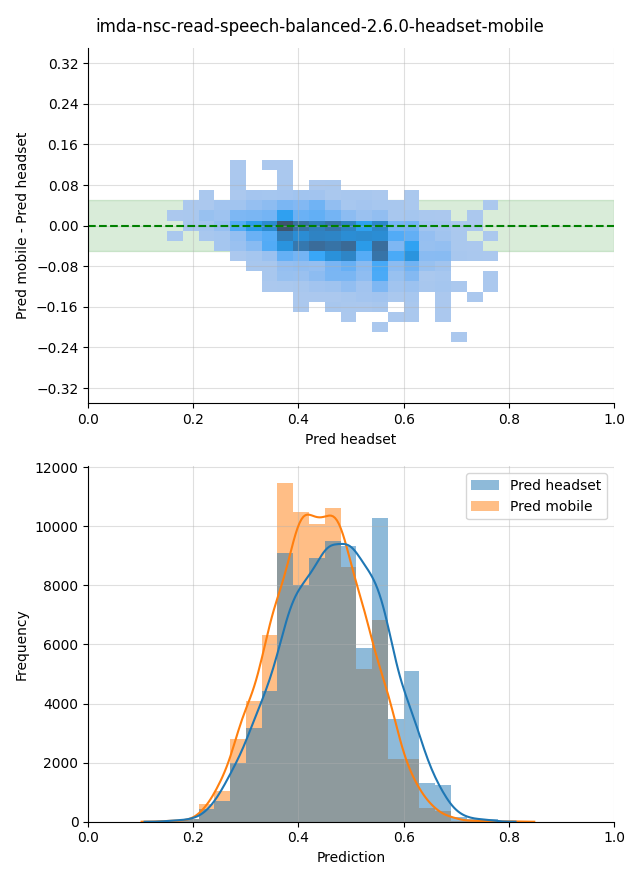 imda-nsc-read-speech-balanced-2.6.0-headset-mobile
Pred mobile - Pred headset
0.32
0.24
0.16
0.08
0.00
−0.08
−0.16
−0.24
−0.32
0.0 0.2 0.4 0.6 0.8 1.0
Pred headset
Frequency
12000
10000
8000
6000
4000
2000
0
Pred headset
Pred mobile
0.0 0.2 0.4 0.6 0.8 1.0
Prediction